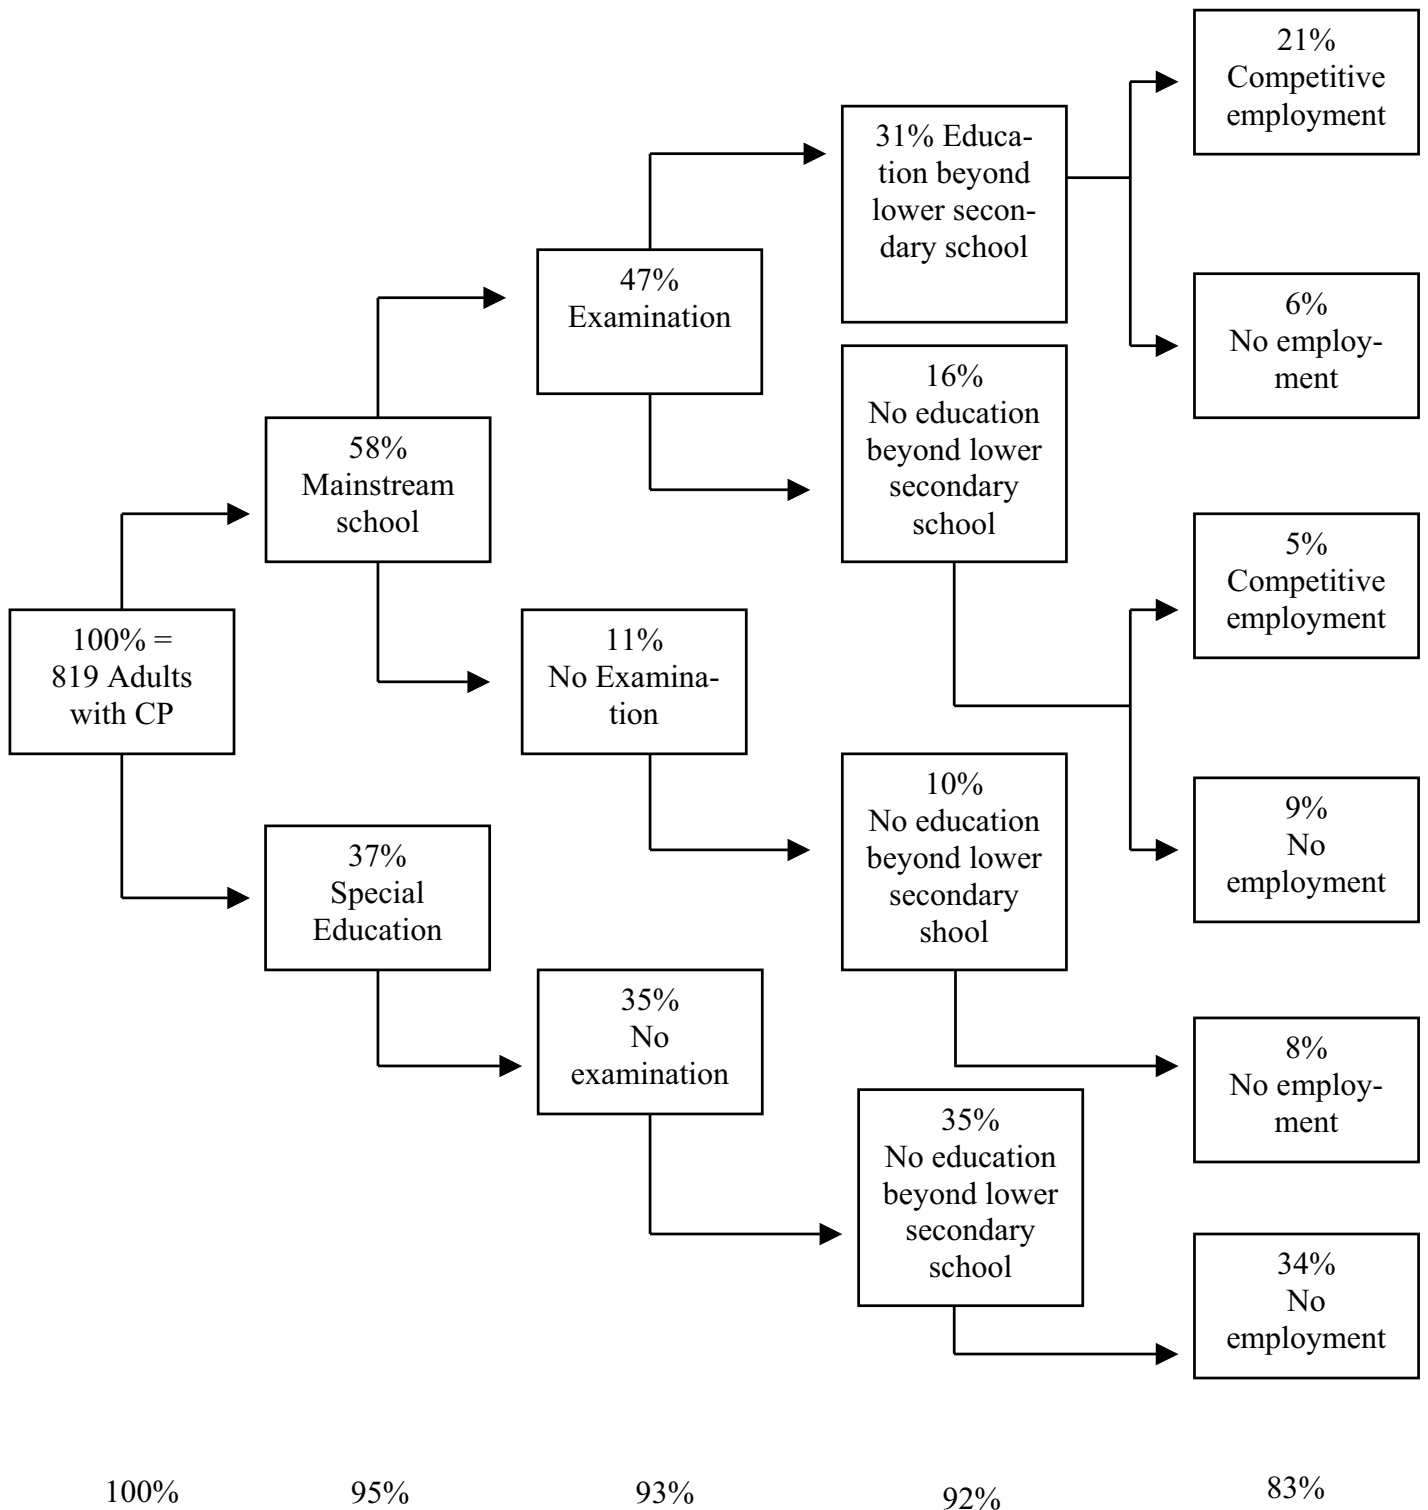 21%
Competitive
employment
31% Educa-
tion beyond
lower secon-
dary school
47%
Examination
6%
No employ-
ment
16%
No education
beyond lower
secondary
school
58%
Mainstream
school
5%
Competitive
employment
100% =
819 Adults
with CP
11%
No Examina-
tion
10%
No education
beyond lower
secondary
shool
9%
No
employment
37%
Special
Education
35%
No
examination
8%
No employ-
ment
35%
No education
beyond lower
secondary
school
34%
No
employment
100% 95% 93% 92% 83%